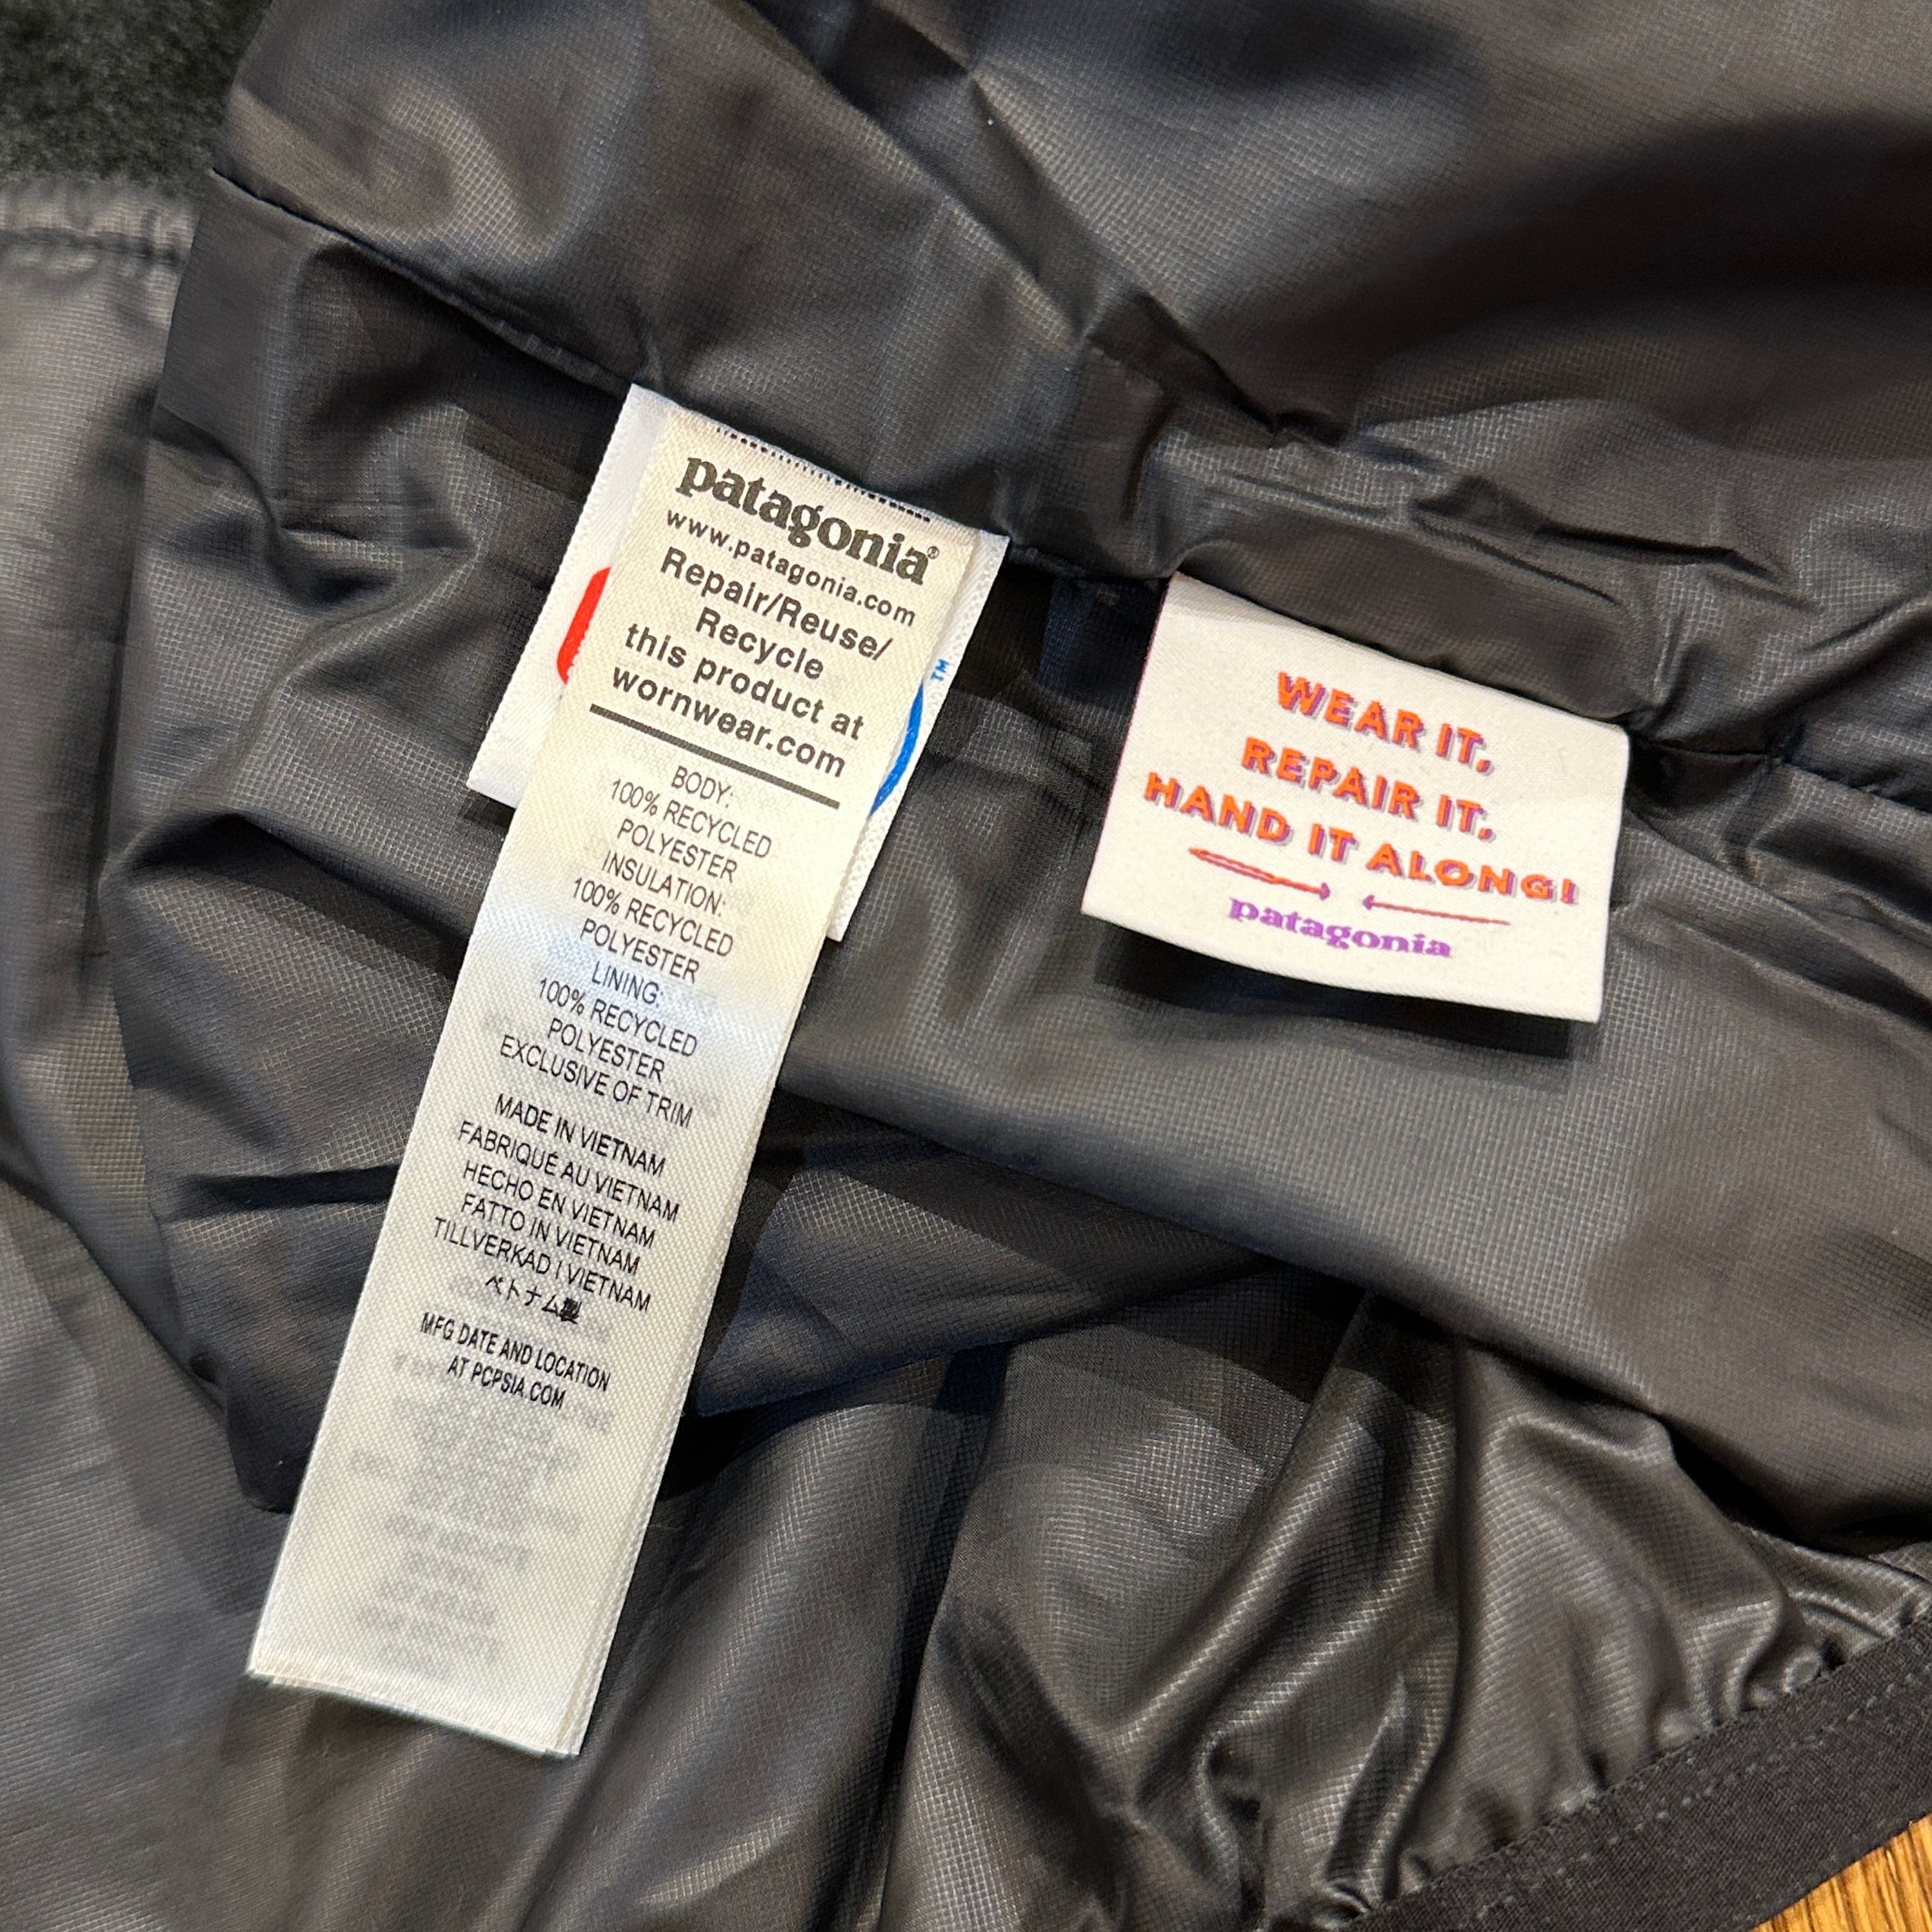 patagonia®
www.patagonia.com
Repair/Reuse/
Recycle
this product at
wornwear.com
BODY:
100% RECYCLED
POLYESTER
INSULATION:
100% RECYCLED
POLYESTER
LINING:
100% RECYCLED
POLYESTER
EXCLUSIVE OF TRIM
MADE IN VIETNAM
FABRIQUÉ AU VIETNAM
HECHO EN VIETNAM
FATTO IN VIETNAM
TILLVERKAD I VIETNAM
ベトナム製
MFG DATE AND LOCATION
AT PCPSIA.COM
TM
WEAR IT,
REPAIR IT,
HAND IT ALONG!
patagonia